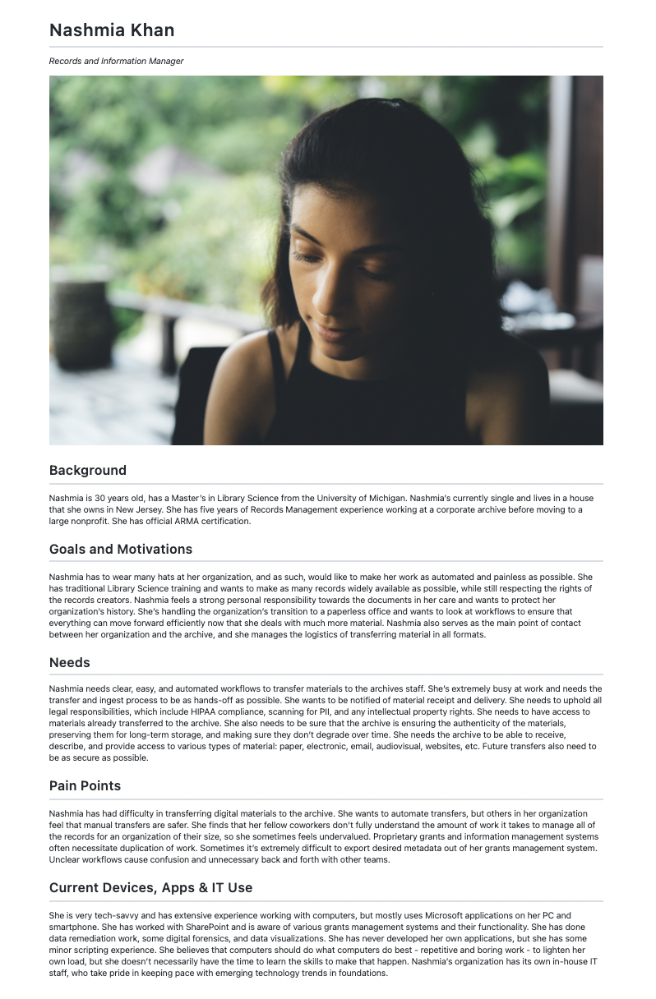 Nashmia Khan
Records and Information Manager
Background
Nashmia is 30 years old, has a Master’s in Library Science from the University of Michigan. Nashmia’s currently single and lives in a house
that she owns in New Jersey. She has five years of Records Management experience working at a corporate archive before moving to a
large nonprofit. She has official ARMA certification.
Goals and Motivations
Nashmia has to wear many hats at her organization, and as such, would like to make her work as automated and painless as possible. She
has traditional Library Science training and wants to make as many records widely available as possible, while still respecting the rights of
the records creators. Nashmia feels a strong personal responsibility towards the documents in her care and wants to protect her
organization’s history. She’s handling the organization’s transition to a paperless office and wants to look at workflows to ensure that
everything can move forward efficiently now that she deals with much more material. Nashmia also serves as the main point of contact
between her organization and the archive, and she manages the logistics of transferring material in all formats.
Needs
Nashmia needs clear, easy, and automated workflows to transfer materials to the archives staff. She’s extremely busy at work and needs the
transfer and ingest process to be as hands-off as possible. She wants to be notified of material receipt and delivery. She needs to uphold all
legal responsibilities, which include HIPAA compliance, scanning for PII, and any intellectual property rights. She needs to have access to
materials already transferred to the archive. She also needs to be sure that the archive is ensuring the authenticity of the materials,
preserving them for long-term storage, and making sure they don’t degrade over time. She needs the archive to be able to receive,
describe, and provide access to various types of material: paper, electronic, email, audiovisual, websites, etc. Future transfers also need to
be as secure as possible.
Pain Points
Nashmia has had difficulty in transferring digital materials to the archive. She wants to automate transfers, but others in her organization
feel that manual transfers are safer. She finds that her fellow coworkers don’t fully understand the amount of work it takes to manage all of
the records for an organization of their size, so she sometimes feels undervalued. Proprietary grants and information management systems
often necessitate duplication of work. Sometimes it’s extremely difficult to export desired metadata out of her grants management system.
Unclear workflows cause confusion and unnecessary back and forth with other teams.
Current Devices, Apps & IT Use
She is very tech-savvy and has extensive experience working with computers, but mostly uses Microsoft applications on her PC and
smartphone. She has worked with SharePoint and is aware of various grants management systems and their functionality. She has done
data remediation work, some digital forensics, and data visualizations. She has never developed her own applications, but she has some
minor scripting experience. She believes that computers should do what computers do best - repetitive and boring work - to lighten her
own load, but she doesn’t necessarily have the time to learn the skills to make that happen. Nashmia’s organization has its own in-house IT
staff, who take pride in keeping pace with emerging technology trends in foundations.